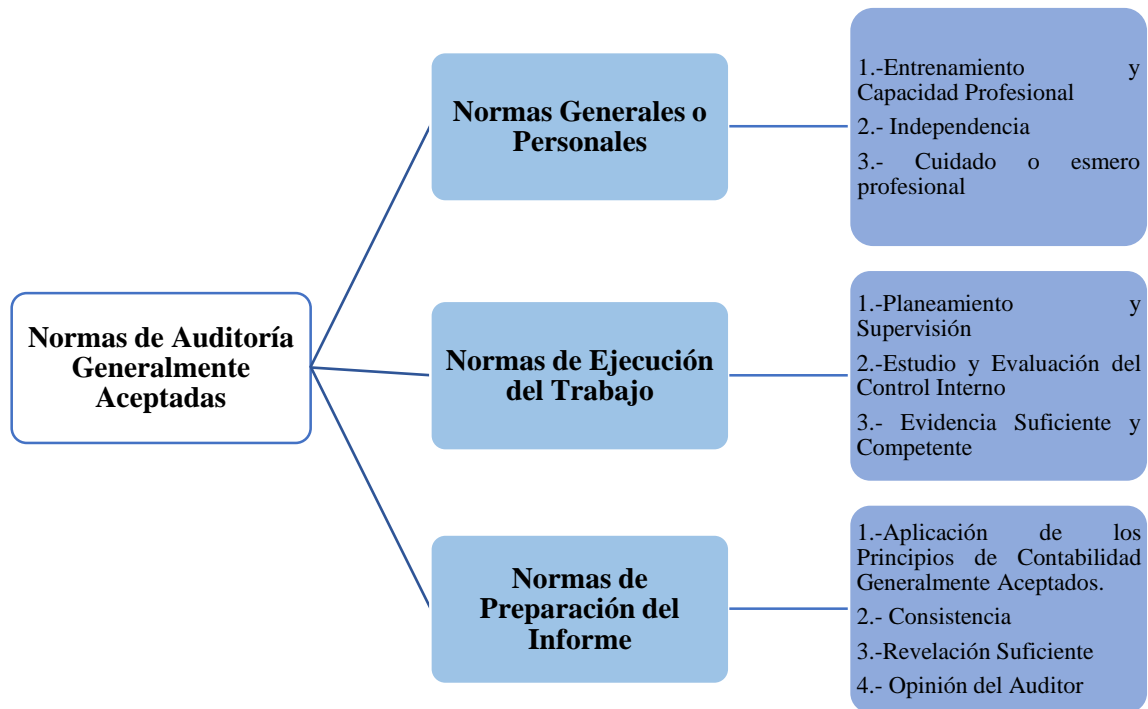 Normas de Auditoría
Generalmente
Aceptadas
Normas Generales o
Personales
1.-Entrenamiento y
Capacidad Profesional
2.- Independencia
3.- Cuidado o esmero
profesional
Normas de Ejecución
del Trabajo
1.-Planeamiento y
Supervisión
2.-Estudio y Evaluación del
Control Interno
3.- Evidencia Suficiente y
Competente
Normas de
Preparación del
Informe
1.-Aplicación de los
Principios de Contabilidad
Generalmente Aceptados.
2.- Consistencia
3.-Revelación Suficiente
4.- Opinión del Auditor